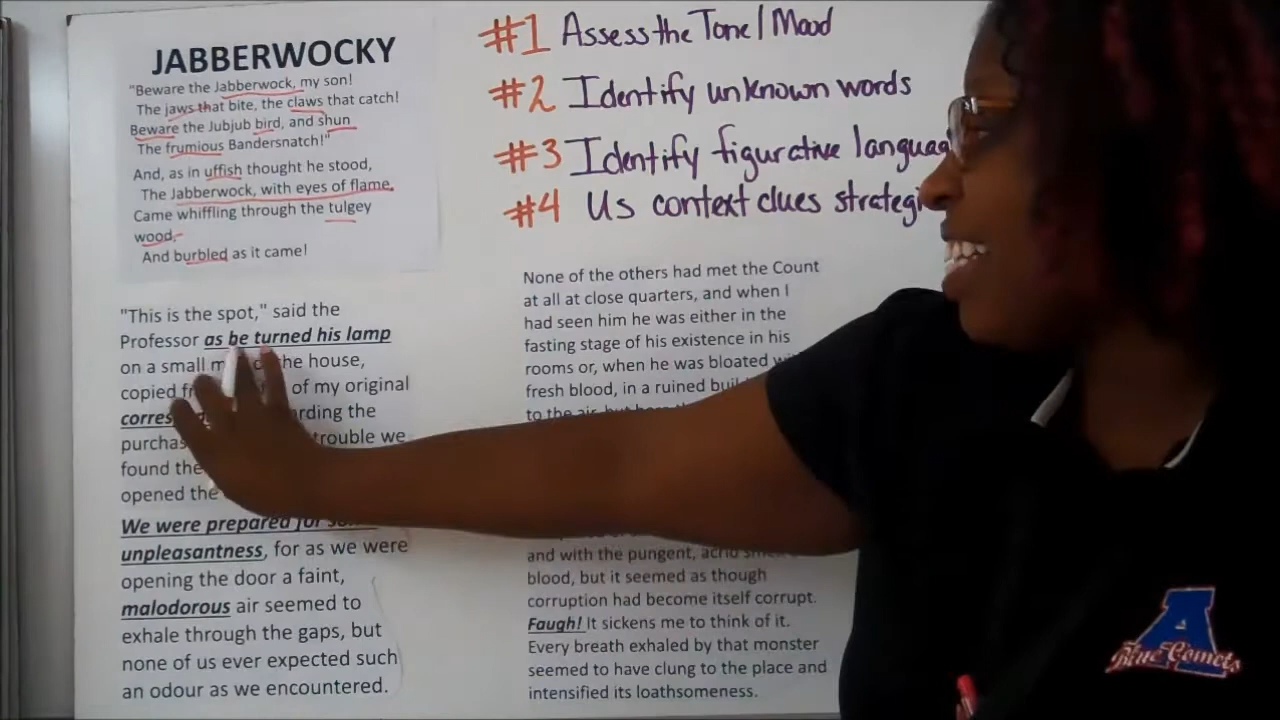 JABBERWOCKY
"Beware the Jabberwock, my son!
The jaws that bite, the claws that catch!
Beware the Jubjub bird, and shun
The frumious Bandersnatch!"
And, as in uffish thought he stood,
The Jabberwock, with eyes of flame,
Came whiffling through the tulgey
wood,
And burbled as it came!
#1 Assess the Tone/Mood
#2 Identify unknown words
#3 Identify figurative languag
#4 Us context clues strategi
"This is the spot," said the
Professor as be turned his lamp
on a small the house,
copied of my original
corres rding the
purchas trouble we
found the
opened the
We were prepared for
unpleasantness, for as we were
opening the door a faint,
malodorous air seemed to
exhale through the gaps, but
none of us ever expected such
an odour as we encountered.
None of the others had met the Count
at all at close quarters, and when I
had seen him he was either in the
fasting stage of his existence in his
rooms or, when he was bloated
fresh blood, in a ruined
to the air,
and with the pungent, acrid
blood, but it seemed as though
corruption had become itself corrupt.
Faugh! It sickens me to think of it.
Every breath exhaled by that monster
seemed to have clung to the place and
intensified its loathsomeness.
A
Blue Comets